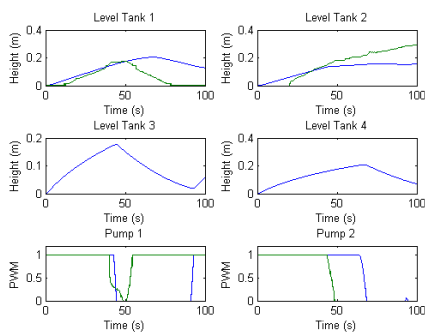 Level Tank 1
Level Tank 2
Height (m)
0.4
0.2
0
0 50 100
Time (s)
Height (m)
0.4
0.2
0
0 50 100
Time (s)
Level Tank 3
Level Tank 4
Height (m)
0.2
0.1
0
0 50 100
Time (s)
Height (m)
0.4
0.2
0
0 50 100
Time (s)
Pump 1
Pump 2
PWM
1
0.5
0
0 50 100
Time (s)
PWM
1
0.5
0
0 50 100
Time (s)